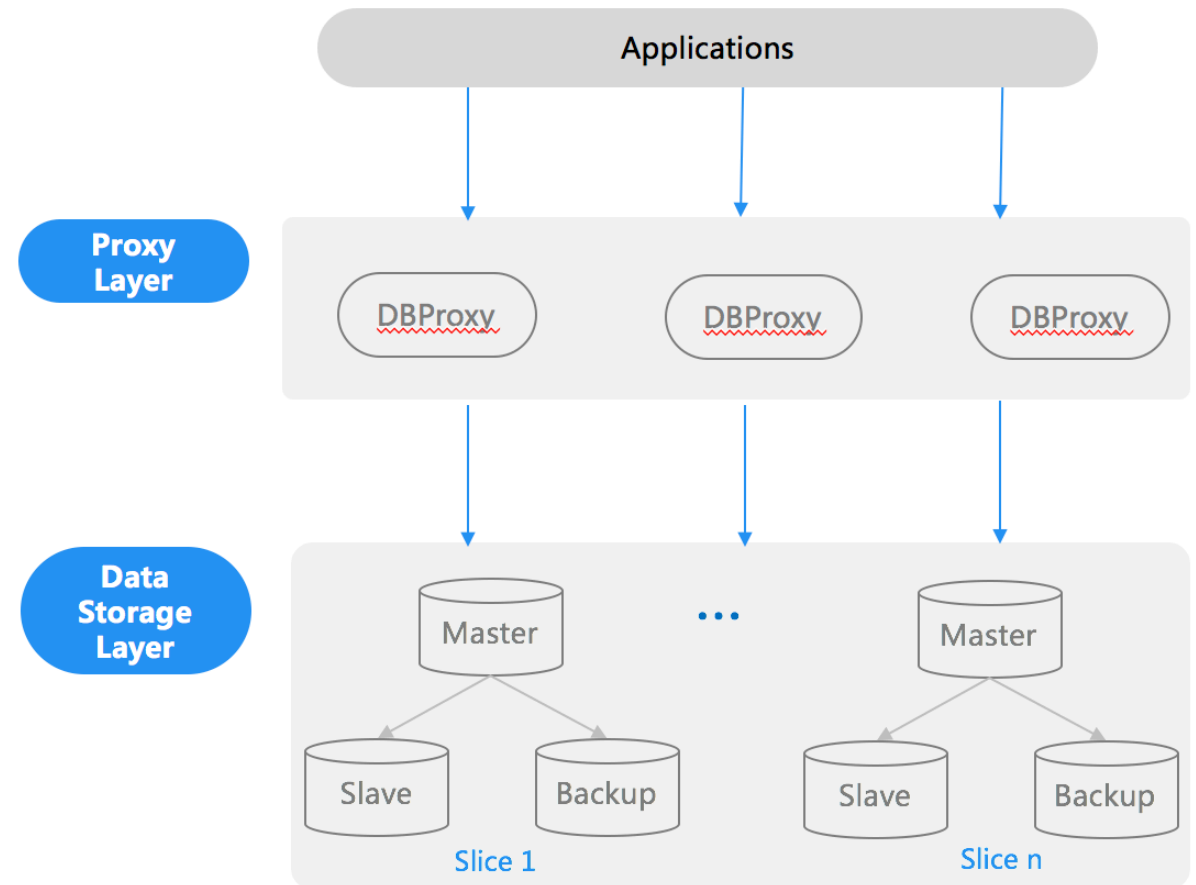 Applications
Proxy
Layer
DBProxy
DBProxy
DBProxy
Data
Storage
Layer
Master
...
Master
Slave
Backup
Slave
Backup
Slice 1
Slice n